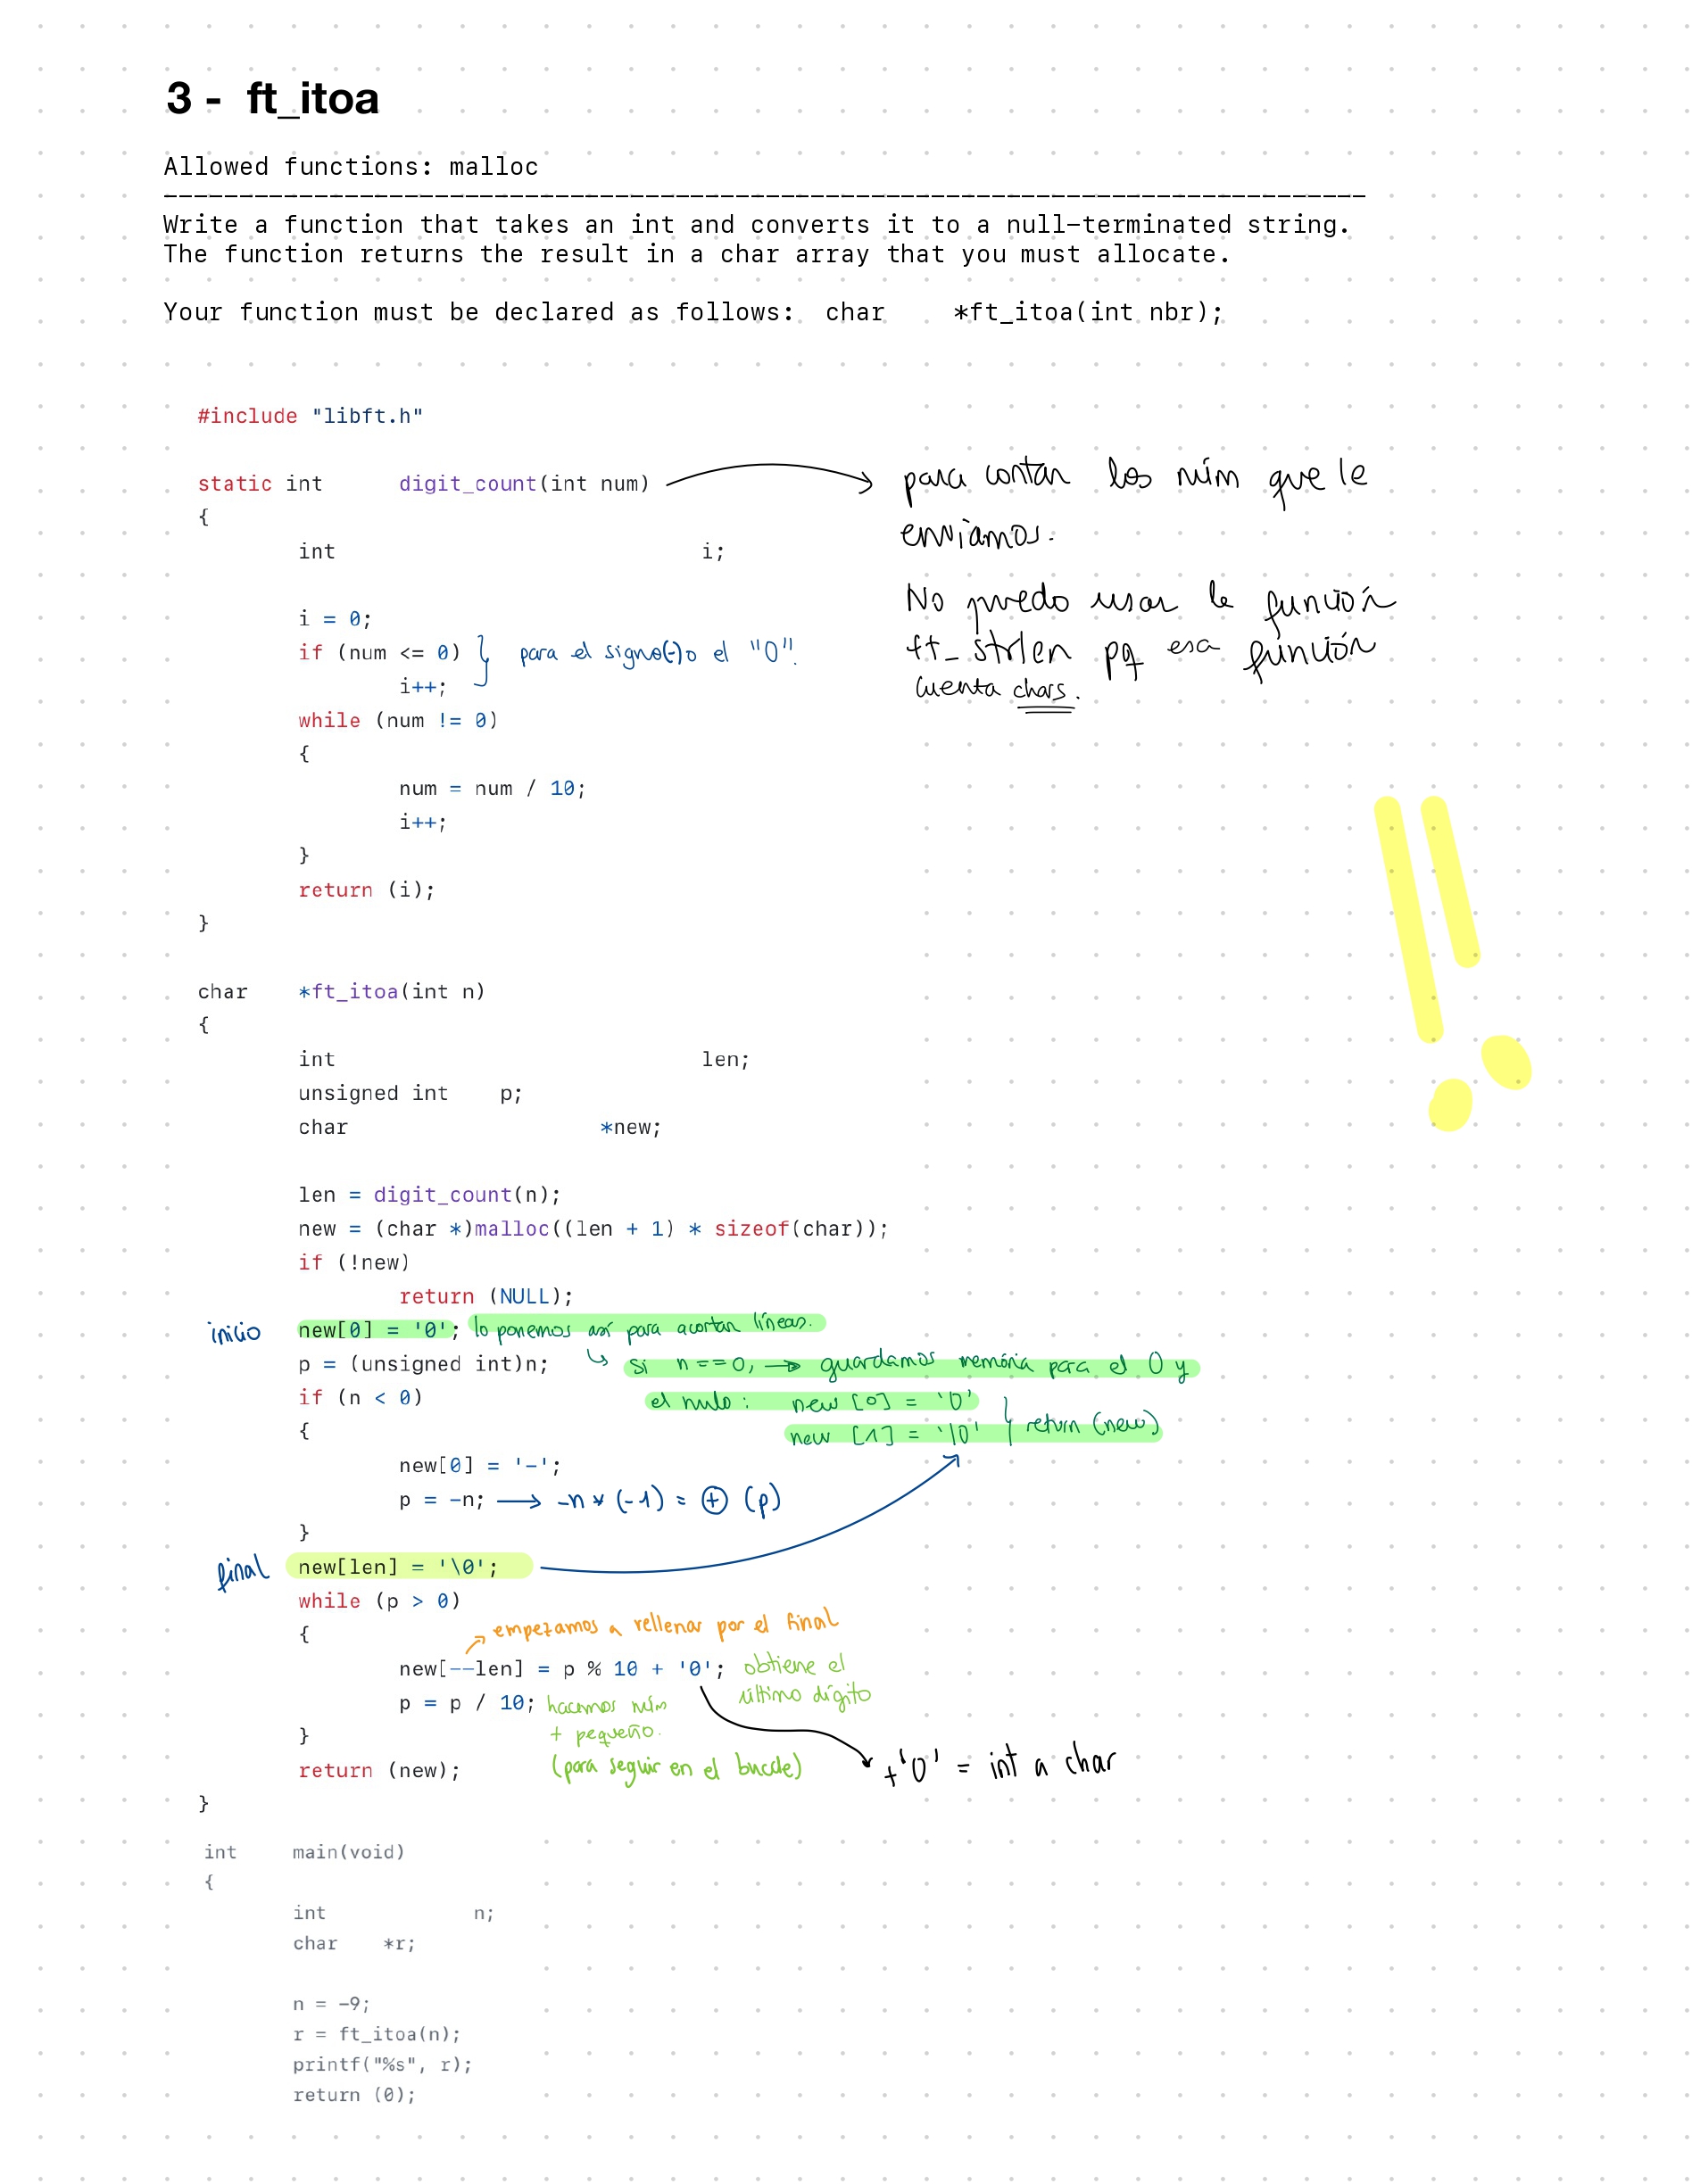 3 - ft_itoa
Allowed functions: malloc
--------------------------------------------------------------------------------
Write a function that takes an int and converts it to a null-terminated string.
The function returns the result in a char array that you must allocate.
Your function must be declared as follows: char *ft_itoa(int nbr);
#include "libft.h"
static int digit_count(int num)
para contar los núm que le
enviamos.
{
int i;
No puedo usar la función
ft_strlen pq esa función
cuenta chars.
i = 0;
if (num <= 0)
para el signo(-)o el "0".
i++;
while (num != 0)
{
num = num / 10;
i++;
}
return (i);
}
!!
char *ft_itoa(int n)
{
int len;
unsigned int p;
char *new;
len = digit_count(n);
new = (char *)malloc((len + 1) * sizeof(char));
if (!new)
return (NULL);
inicio new[0] = '0'; lo ponemos así para acortar líneas.
p = (unsigned int)n; ↳ si n==0, → guardamos memória para el 0 y
if (n < 0) el nulo: new [0] = '0'
{ new [1] = '\0' } return (new)
new[0] = '-';
p = -n; → -n * (-1) = ⊕ (p)
}
final new[len] = '\0';
while (p > 0)
{ empezamos a rellenar por el final
new[--len] = p % 10 + '0'; obtiene el
último dígito
p = p / 10; hacemos núm
+ pequeño.
(para seguir en el bucle)
}
+'0' = int a char
return (new);
}
int main(void)
{
int n;
char *r;
n = -9;
r = ft_itoa(n);
printf("%s", r);
return (0);